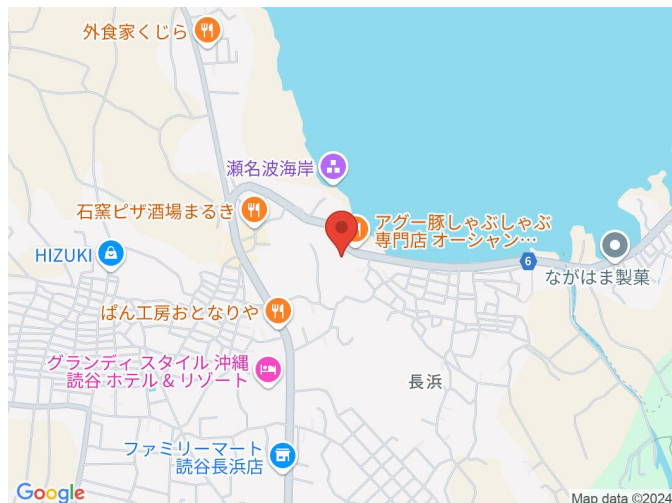 外食家くじら
瀬名波海岸
石窯ピザ酒場まるき
アグー豚しゃぶしゃぶ
専門店 オーシャン…
HIZUKI
6
ながはま製菓
ぱん工房おとなりや
グランディ スタイル 沖縄
読谷 ホテル & リゾート
長浜
ファミリーマート
読谷長浜店
Google
Map data ©2024